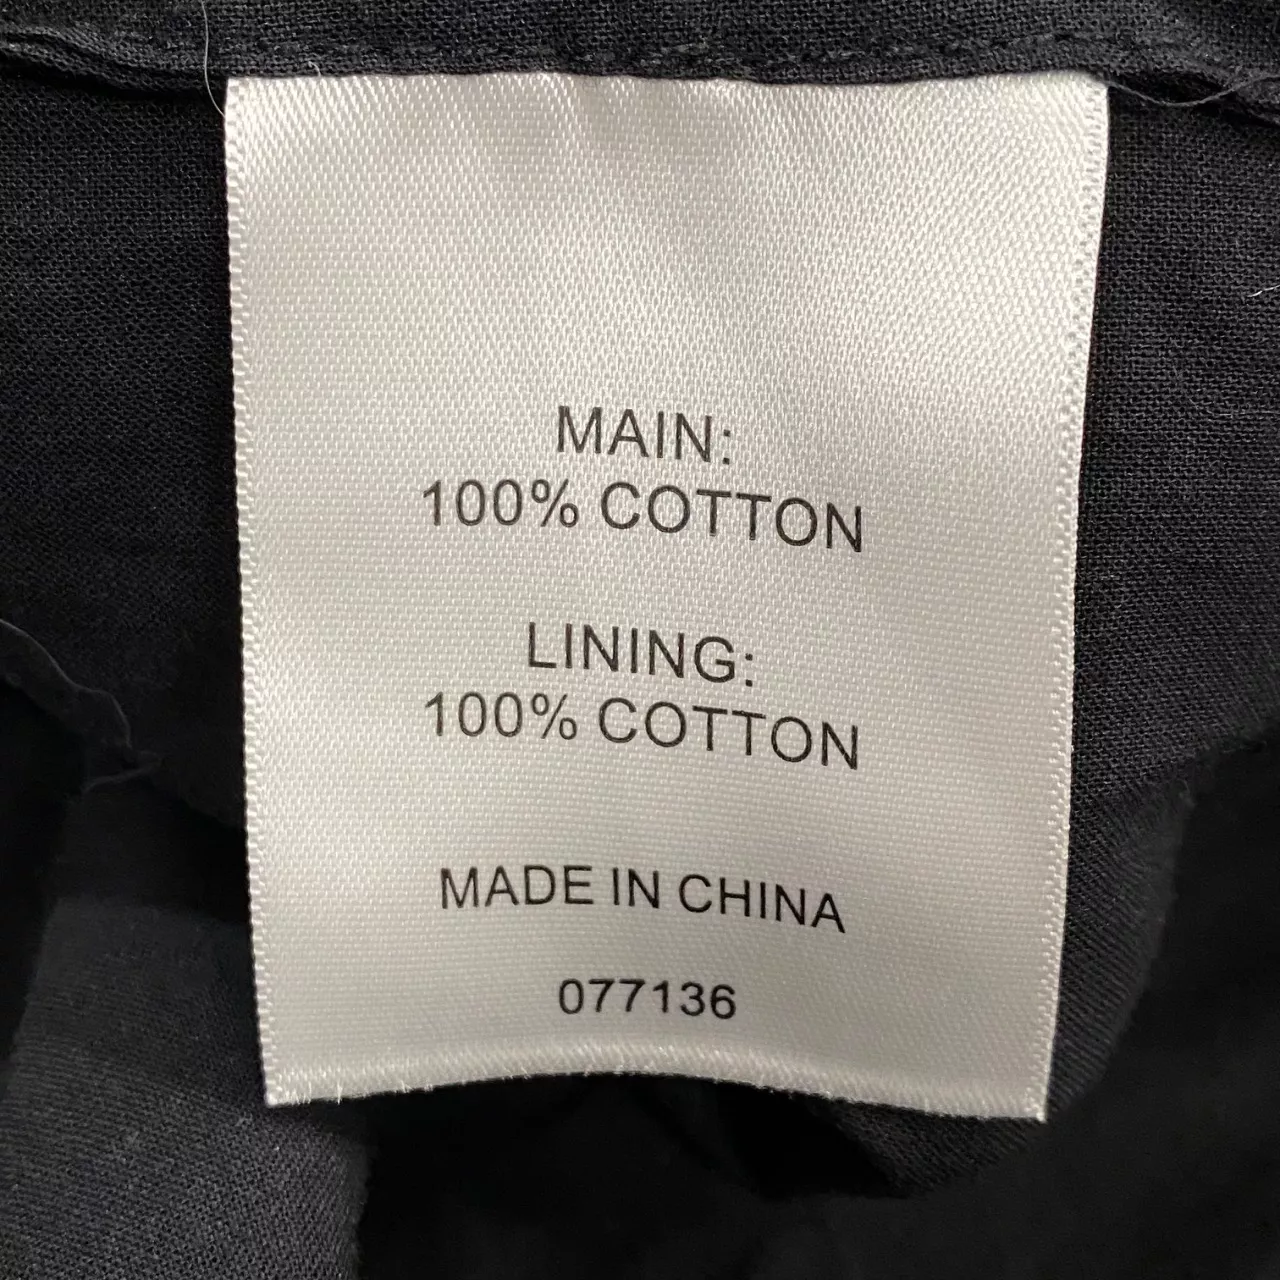 MAIN:
100% COTTON
LINING:
100% COTTON
MADE IN CHINA
077136